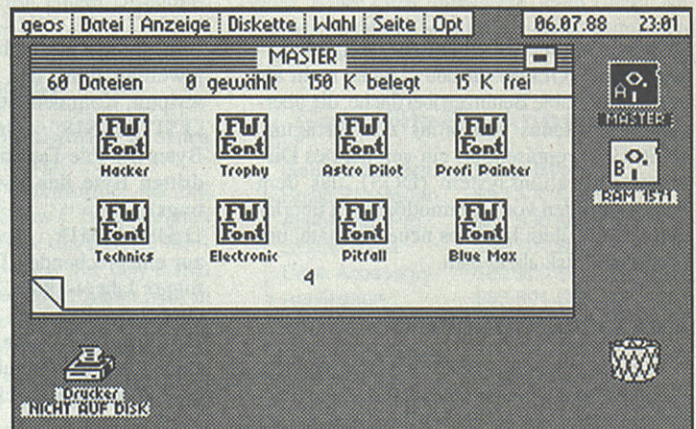 geos Datei Anzeige Diskette Wahl Seite Opt 06.07.88 23:01
MASTER
60 Dateien 0 gewählt 150 K belegt 15 K frei
FW Font FW Font FW Font FW Font
Hacker Trophy Astro Pilot Profi Painter
FW Font FW Font FW Font FW Font
Technics Electronic Pitfall Blue Max
4
A
MASTER
B
RAM 1571
Drucker
NICHT AUF DISK